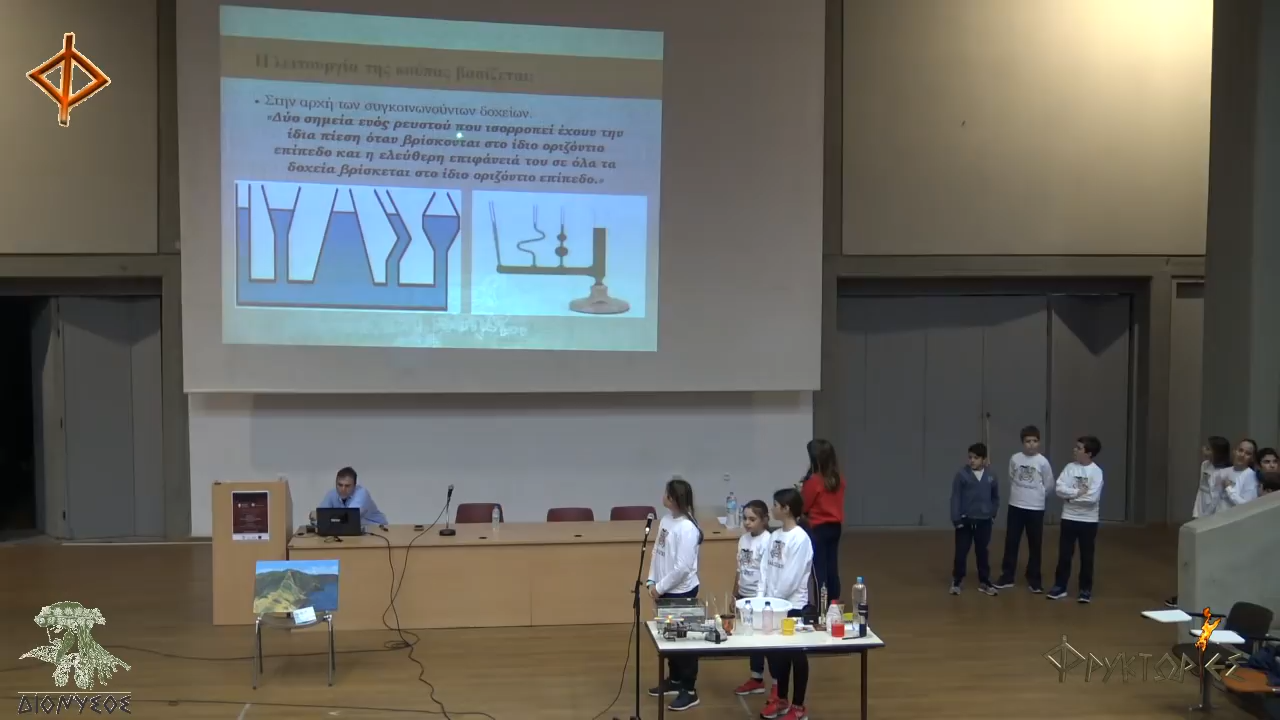 Η λειτουργία της κούπας βασίζεται:
• Στην αρχή των συγκοινωνούντων δοχείων.
«Δύο σημεία ενός ρευστού που ισορροπεί έχουν την
ίδια πίεση όταν βρίσκονται στο ίδιο οριζόντιο
επίπεδο και η ελεύθερη επιφάνειά του σε όλα τα
δοχεία βρίσκεται στο ίδιο οριζόντιο επίπεδο.»
ΔΙΟΝΥΣΟΣ
ΦΡΥΚΤΩΡΙΕΣ